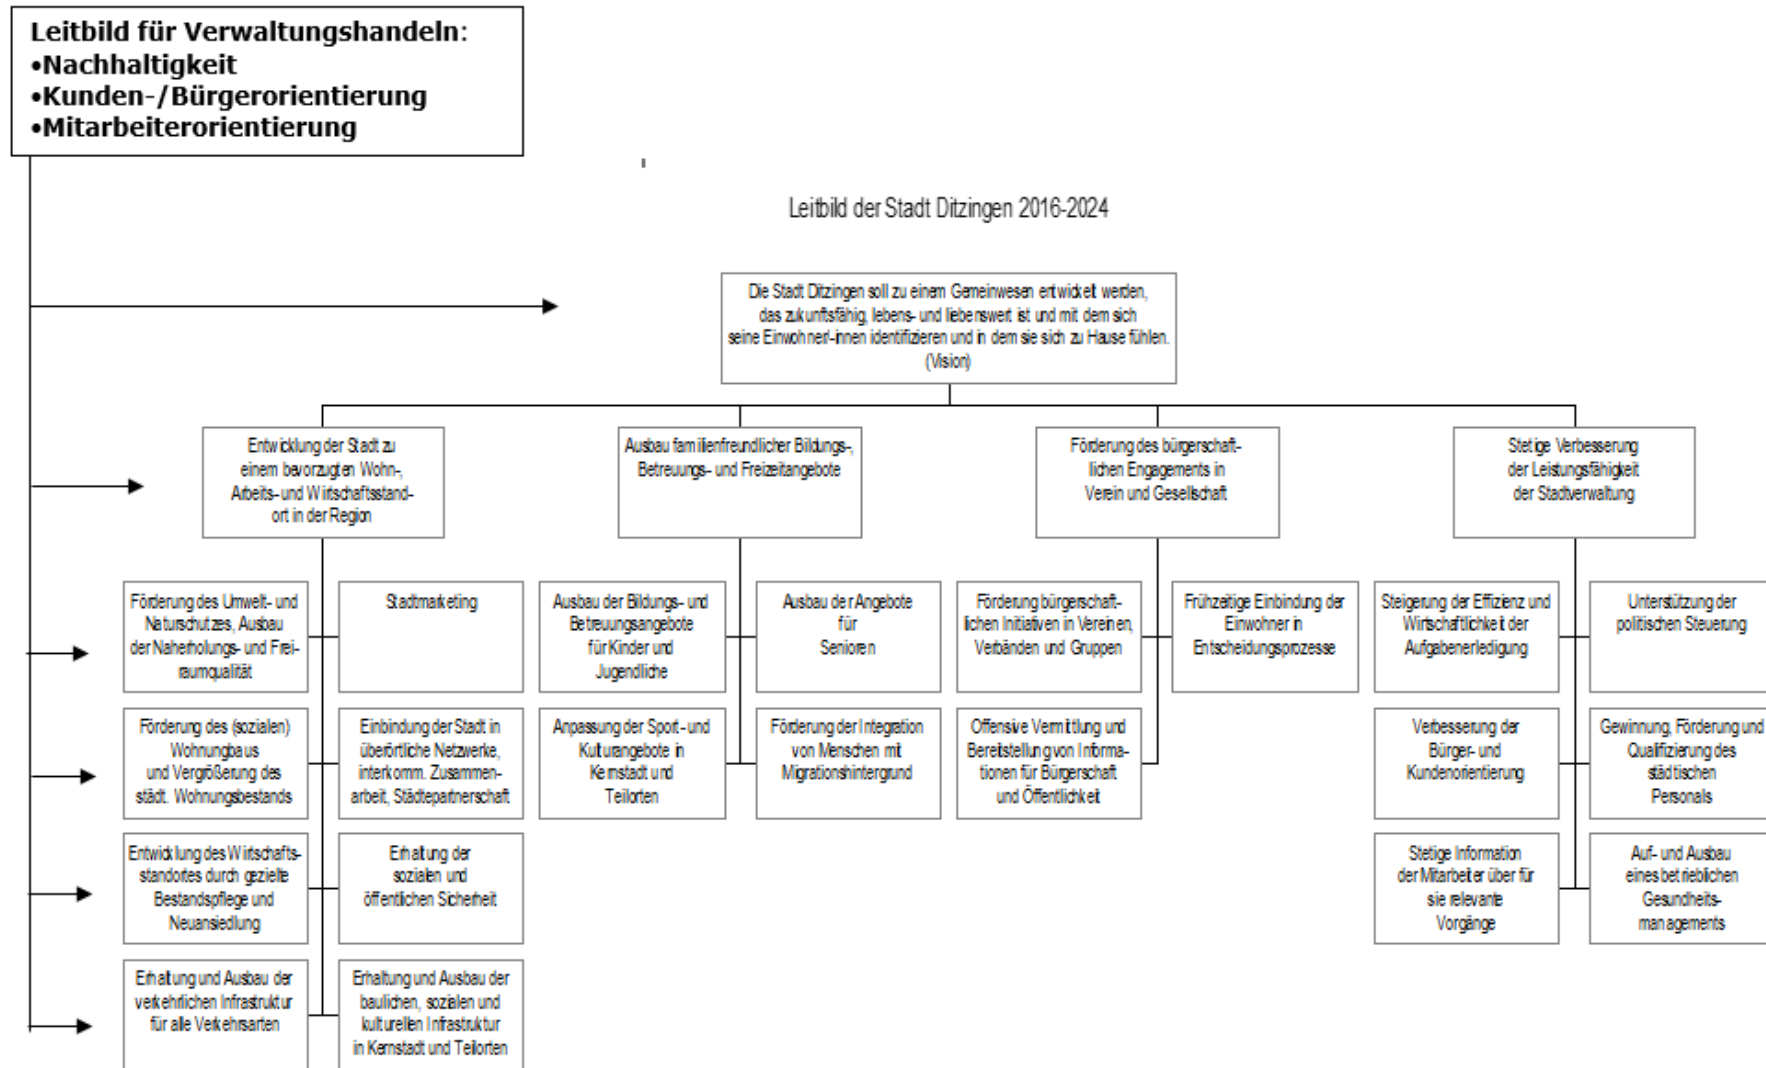 Leitbild für Verwaltungshandeln:
•Nachhaltigkeit
•Kunden-/Bürgerorientierung
•Mitarbeiterorientierung
Leitbild der Stadt Ditzingen 2016-2024
Die Stadt Ditzingen soll zu einem Gemeinwesen entwickelt werden,
das zukunftsfähig, lebens- und liebenswert ist und mit dem sich
seine Einwohner/-innen identifizieren und in dem sie sich zu Hause fühlen.
(Vision)
Entwicklung der Stadt zu
einem bevorzugten Wohn-,
Arbeits- und Wirtschaftsstand-
ort in der Region
Ausbau familienfreundlicher Bildungs-,
Betreuungs- und Freizeitangebote
Förderung des bürgerschaft-
lichen Engagements in
Verein und Gesellschaft
Stetige Verbesserung
der Leistungsfähigkeit
der Stadtverwaltung
Förderung des Umwelt- und
Naturschutzes, Ausbau
der Naherholungs- und Frei-
raumqualität
Stadtmarketing
Ausbau der Bildungs- und
Betreuungsangebote
für Kinder und
Jugendliche
Ausbau der Angebote
für
Senioren
Förderung bürgerschaft-
lichen Initiativen in Vereinen,
Verbänden und Gruppen
Frühzeitige Einbindung der
Einwohner in
Entscheidungsprozesse
Steigerung der Effizienz und
Wirtschaftlichkeit der
Aufgabenerledigung
Unterstützung der
politischen Steuerung
Förderung des (sozialen)
Wohnungbaus
und Vergrößerung des
städt. Wohnungsbestands
Einbindung der Stadt in
überörtliche Netzwerke,
interkomm. Zusammen-
arbeit, Städtepartnerschaft
Anpassung der Sport- und
Kulturangebote in
Kernstadt und
Teilorten
Förderung der Integration
von Menschen mit
Migrationshintergrund
Offensive Vermittlung und
Bereitstellung von Informa-
tionen für Bürgerschaft
und Öffentlichkeit
Verbesserung der
Bürger- und
Kundenorientierung
Gewinnung, Förderung und
Qualifizierung des
städtischen
Personals
Entwicklung des Wirtschafts-
standortes durch gezielte
Bestandspflege und
Neuansiedlung
Erhaltung der
sozialen und
öffentlichen Sicherheit
Stetige Information
der Mitarbeiter über für
sie relevante
Vorgänge
Auf- und Ausbau
eines betrieblichen
Gesundheits-
managements
Erhaltung und Ausbau der
verkehrlichen Infrastruktur
für alle Verkehrsarten
Erhaltung und Ausbau der
baulichen, sozialen und
kulturellen Infrastruktur
in Kernstadt und Teilorten